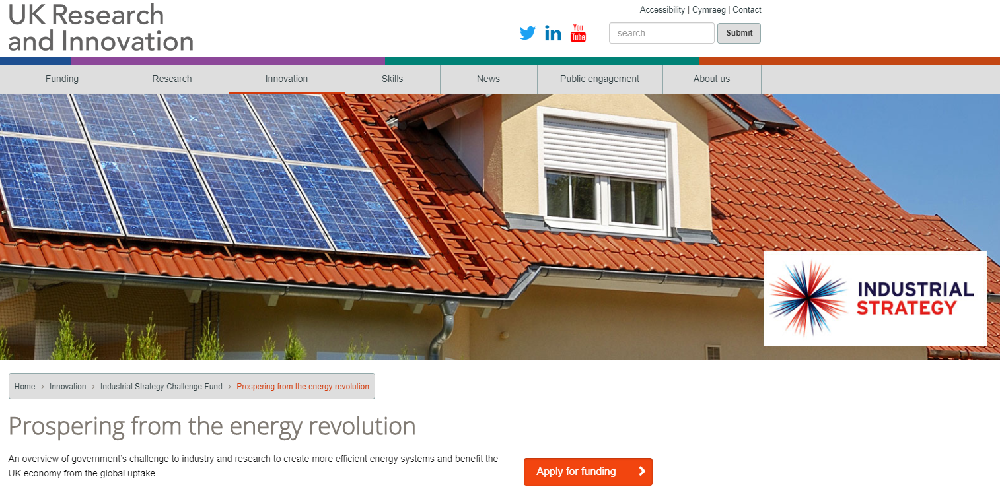 UK Research
and Innovation
Accessibility | Cymraeg | Contact
in
You
Tube
search
Submit
Funding
Research
Innovation
Skills
News
Public engagement
About us
INDUSTRIAL
STRATEGY
Home > Innovation > Industrial Strategy Challenge Fund > Prospering from the energy revolution
Prospering from the energy revolution
An overview of government’s challenge to industry and research to create more efficient energy systems and benefit the
UK economy from the global uptake.
Apply for funding